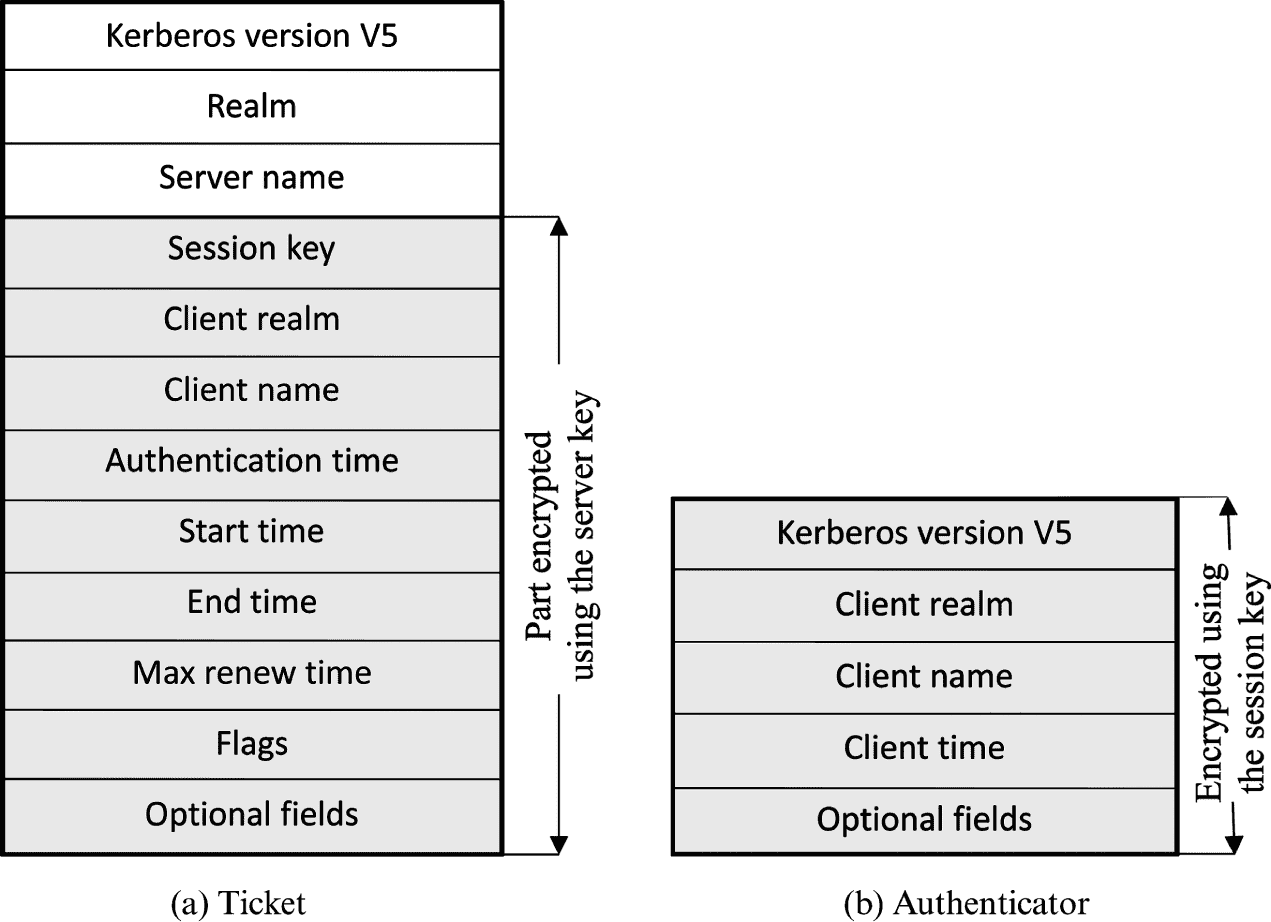 Kerberos version V5
Realm
Server name
Session key
Client realm
Client name
Authentication time
Start time
End time
Max renew time
Flags
Optional fields
Part encrypted
using the server key
(a) Ticket
Kerberos version V5
Client realm
Client name
Client time
Optional fields
Encrypted using
the session key
(b) Authenticator